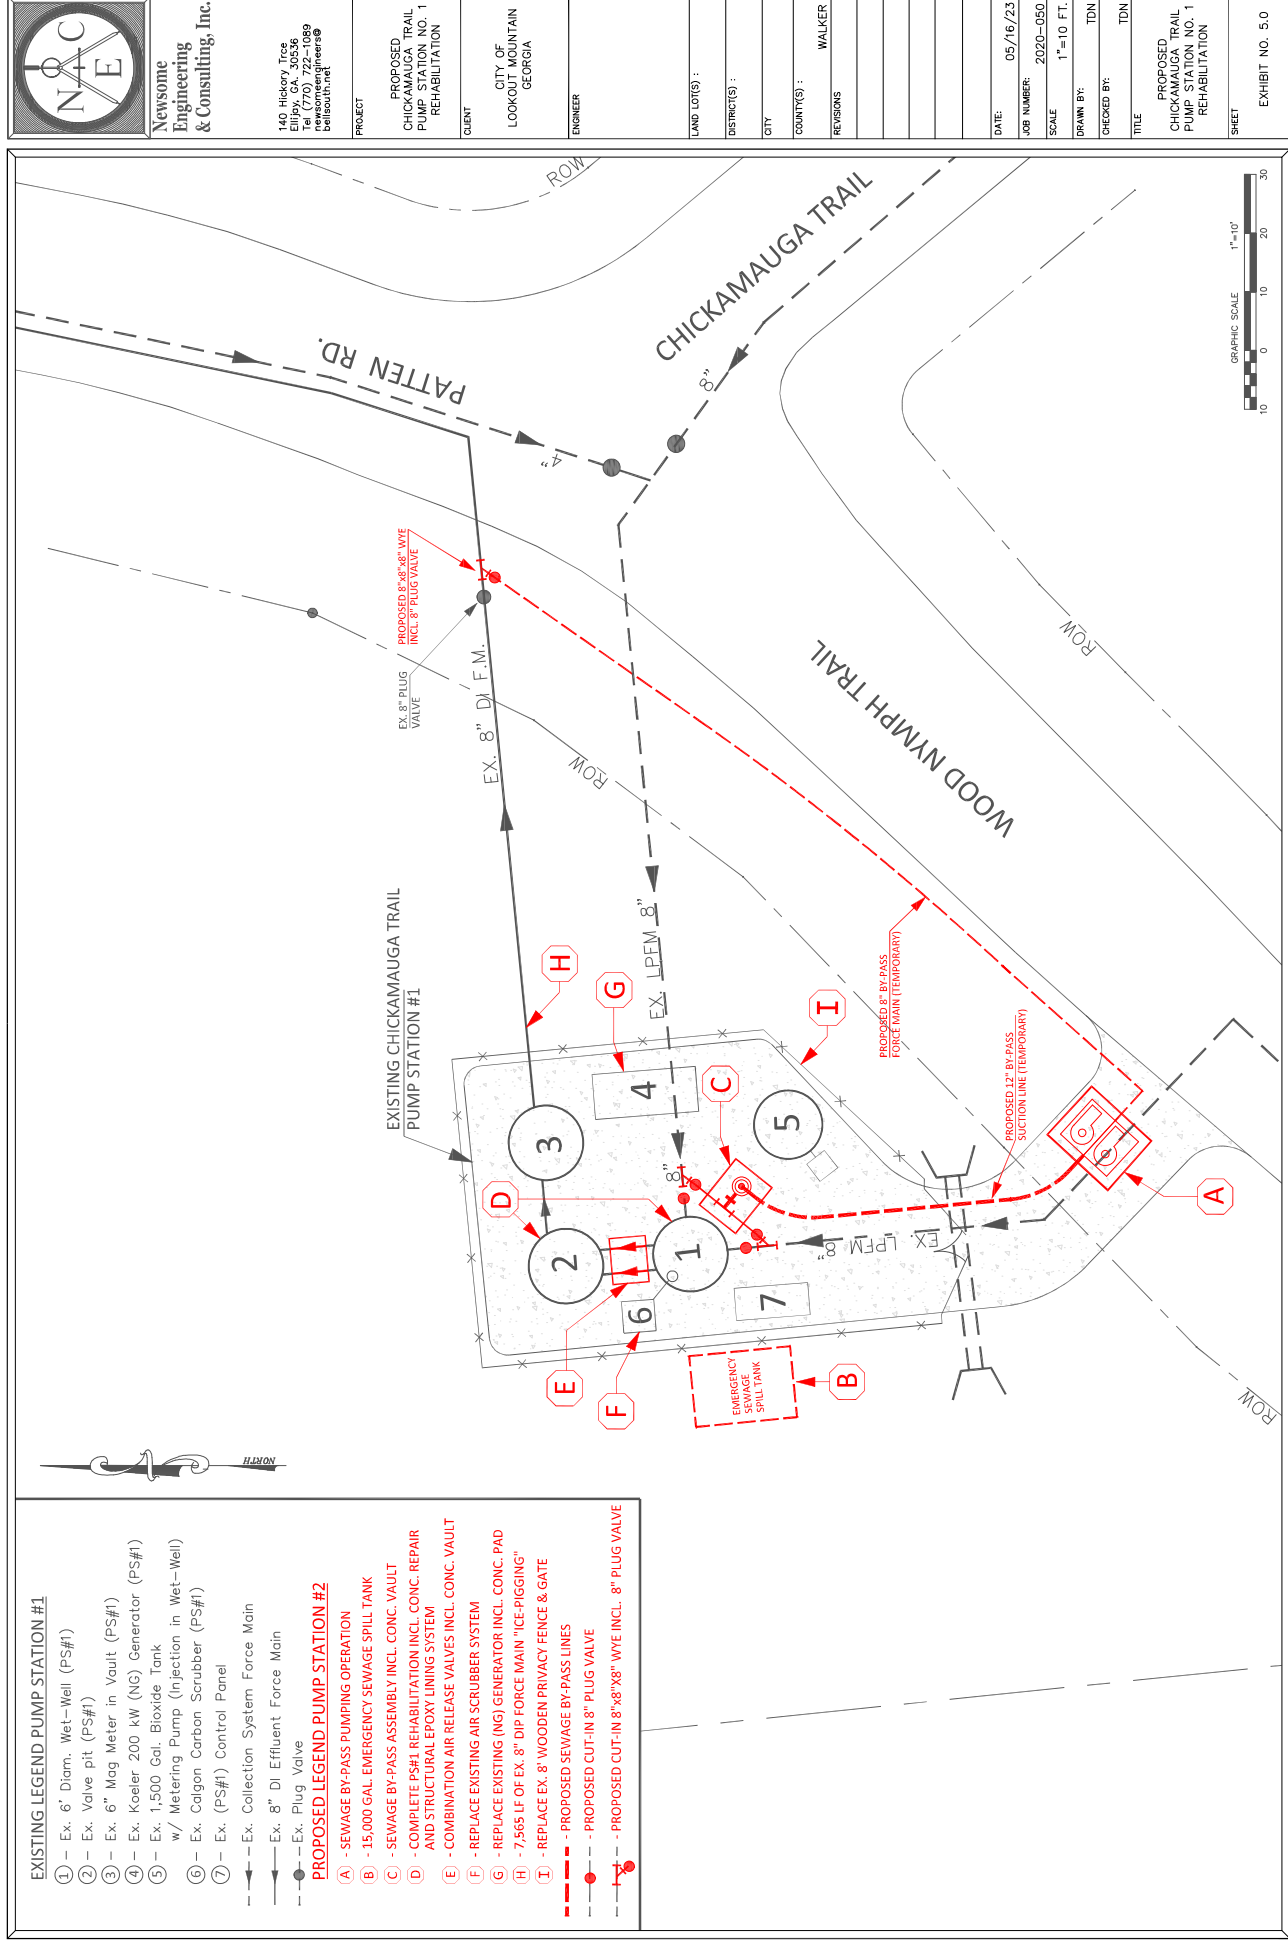 N
A
C
E
Newsome
Engineering
& Consulting, Inc.
140 Hickory Trce
Ellijay, GA. 30536
Tel (770) 722-1089
newsomeengineers@
bellsouth.net
PROJECT
PROPOSED
CHICKAMAUGA TRAIL
PUMP STATION NO. 1
REHABILITATION
CLIENT
CITY OF
LOOKOUT MOUNTAIN
GEORGIA
ENGINEER
LAND LOT(S) :
DISTRICT(S) :
CITY
COUNTY(S) :
WALKER
REVISIONS
DATE:
05/16/23
JOB NUMBER:
2020-050
SCALE
1"=10 FT.
DRAWN BY:
TDN
CHECKED BY:
TDN
TITLE
PROPOSED
CHICKAMAUGA TRAIL
PUMP STATION NO. 1
REHABILITATION
SHEET
EXHIBIT NO. 5.0
EXISTING LEGEND PUMP STATION #1
1 - Ex. 6' Diam. Wet-Well (PS#1)
2 - Ex. Valve pit (PS#1)
3 - Ex. 6" Mag Meter in Vault (PS#1)
4 - Ex. Koeler 200 kW (NG) Generator (PS#1)
5 - Ex. 1,500 Gal. Bioxide Tank
w/ Metering Pump (Injection in Wet-Well)
6 - Ex. Calgon Carbon Scrubber (PS#1)
7 - Ex. (PS#1) Control Panel
Ex. Collection System Force Main
Ex. 8" DI Effluent Force Main
Ex. Plug Valve
PROPOSED LEGEND PUMP STATION #2
A - SEWAGE BY-PASS PUMPING OPERATION
B - 15,000 GAL. EMERGENCY SEWAGE SPILL TANK
C - SEWAGE BY-PASS ASSEMBLY INCL. CONC. VAULT
D - COMPLETE PS#1 REHABILITATION INCL. CONC. REPAIR
AND STRUCTURAL EPOXY LINING SYSTEM
E - COMBINATION AIR RELEASE VALVES INCL. CONC. VAULT
F - REPLACE EXISTING AIR SCRUBBER SYSTEM
G - REPLACE EXISTING (NG) GENERATOR INCL. CONC. PAD
H - 7,565 LF OF EX. 8" DIP FORCE MAIN "ICE-PIGGING"
I - REPLACE EX. 8' WOODEN PRIVACY FENCE & GATE
- PROPOSED SEWAGE BY-PASS LINES
- PROPOSED CUT-IN 8" PLUG VALVE
- PROPOSED CUT-IN 8"X8"X8" WYE INCL. 8" PLUG VALVE
NORTH
EXISTING CHICKAMAUGA TRAIL
PUMP STATION #1
EX. 8" PLUG
VALVE
PROPOSED 8"x8"x8" WYE
INCL. 8" PLUG VALVE
PATTEN RD.
ROW
4"
8"
CHICKAMAUGA TRAIL
EX. 8" DI F.M.
ROW
EX. LPFM 8"
WOOD NYMPH TRAIL
ROW
H
G
I
C
D
E
F
B
A
1
2
3
4
5
6
7
8"
EX. LPFM 8"
EMERGENCY
SEWAGE
SPILL TANK
PROPOSED 8" BY-PASS
FORCE MAIN (TEMPORARY)
PROPOSED 12" BY-PASS
SUCTION LINE (TEMPORARY)
ROW
GRAPHIC SCALE
1"=10'
10
0
10
20
30